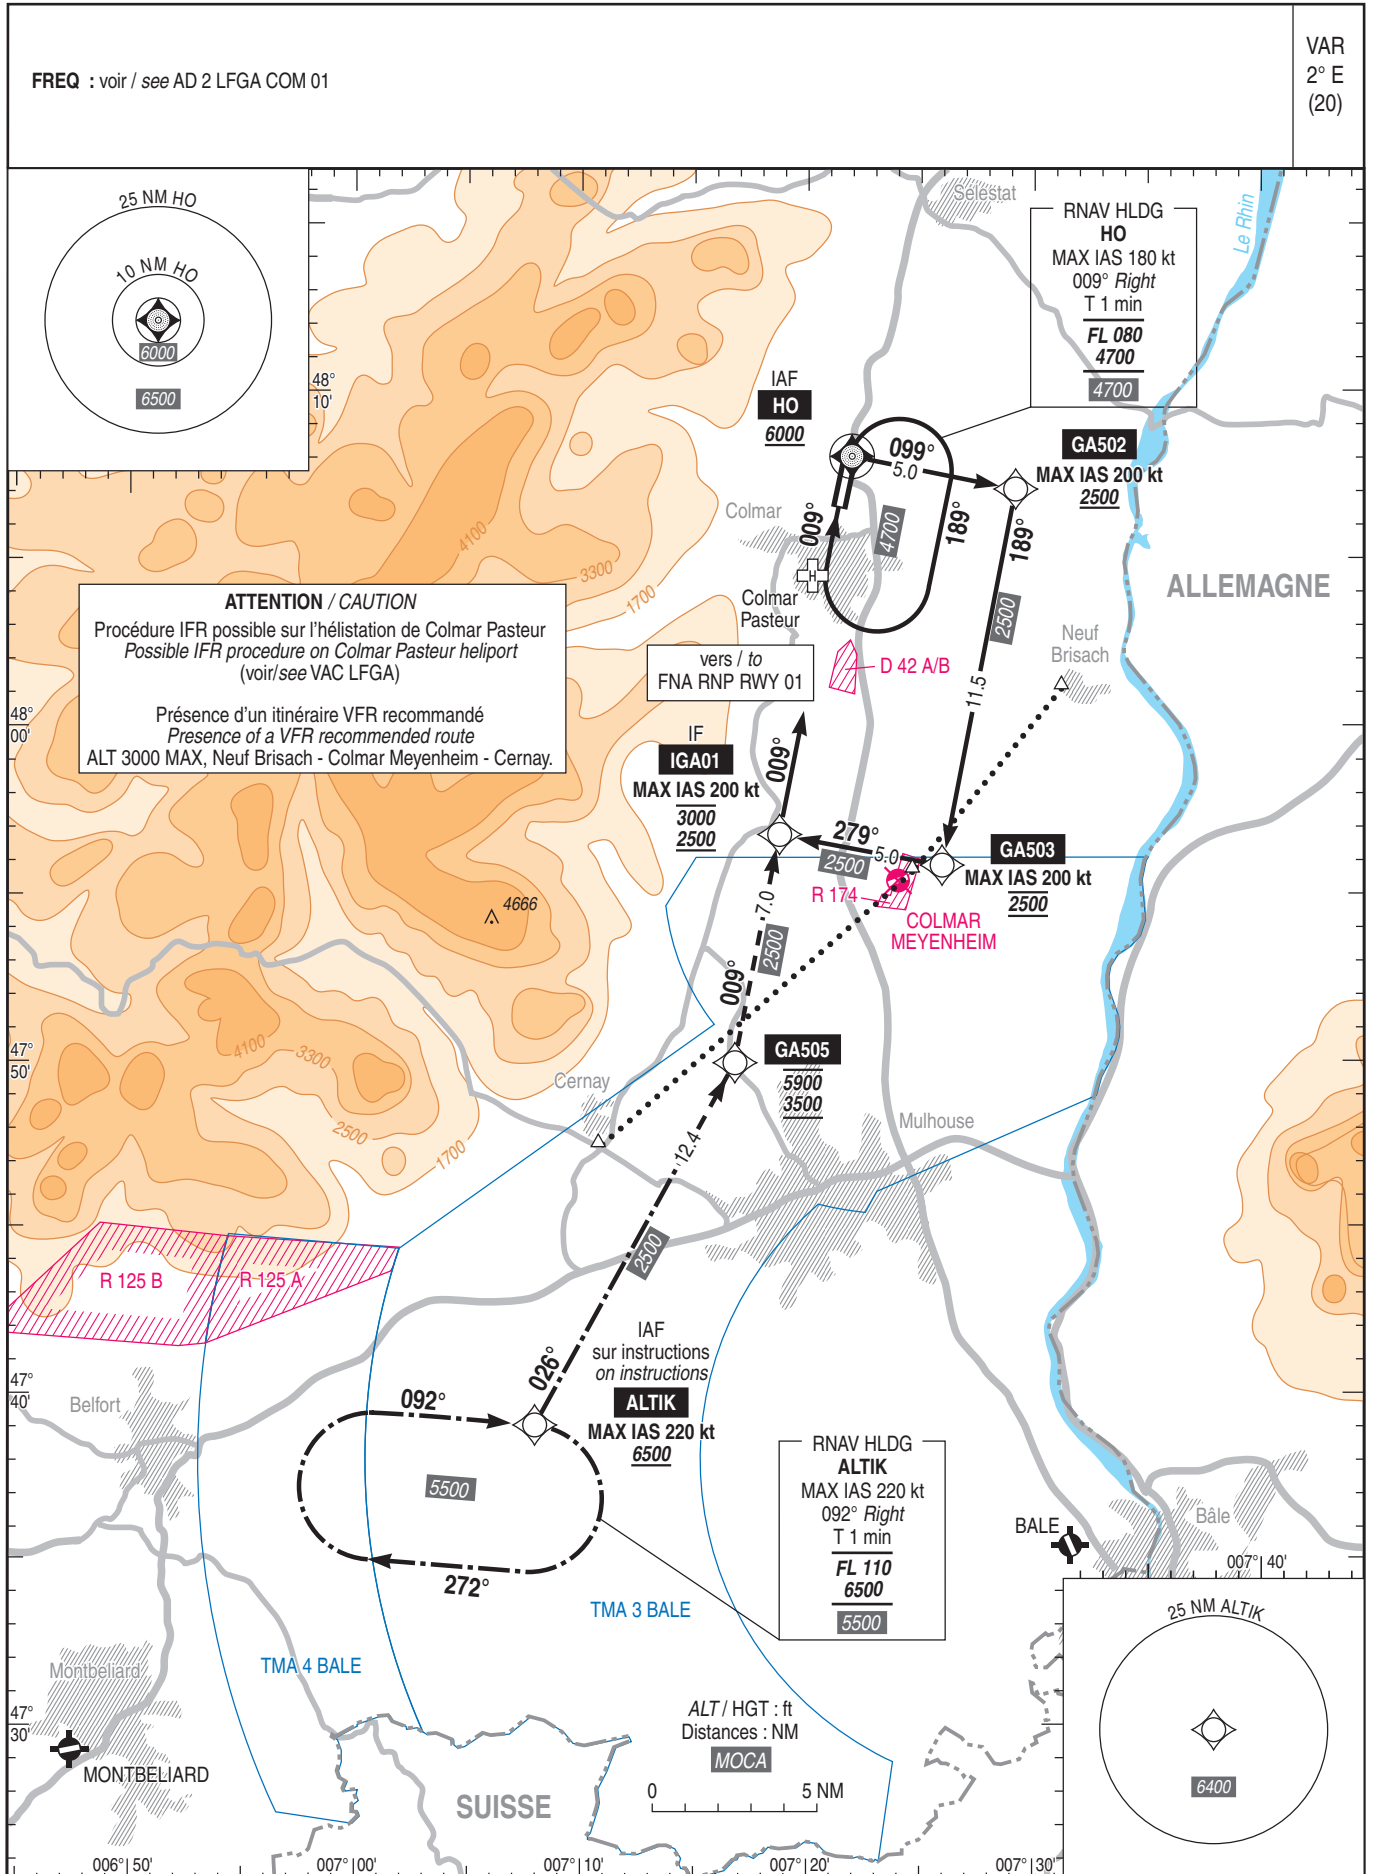 FREQ : voir / see AD 2 LFGA COM 01
VAR
2° E
(20)
25 NM HO
10 NM HO
6000
6500
48°
10'
Sélestat
Le Rhin
RNAV HLDG
HO
MAX IAS 180 kt
009° Right
T 1 min
FL 080
4700
4700
IAF
HO
6000
099°
5.0
GA502
MAX IAS 200 kt
2500
Colmar
009°
4700
189°
189°
4100
3300
1700
Colmar
Pasteur
2500
ALLEMAGNE
Neuf
Brisach
ATTENTION / CAUTION
Procédure IFR possible sur l'hélistation de Colmar Pasteur
Possible IFR procedure on Colmar Pasteur heliport
(voir/see VAC LFGA)
Présence d'un itinéraire VFR recommandé
Presence of a VFR recommended route
ALT 3000 MAX, Neuf Brisach - Colmar Meyenheim - Cernay.
vers / to
FNA RNP RWY 01
D 42 A/B
11.5
48°
00'
IF
IGA01
MAX IAS 200 kt
3000
2500
009°
279°
5.0
2500
GA503
MAX IAS 200 kt
2500
R 174
COLMAR
MEYENHEIM
4666
7.0
2500
009°
47°
50'
4100
3300
2500
1700
Cernay
GA505
5900
3500
Mulhouse
12.4
2500
R 125 B
R 125 A
026°
IAF
sur instructions
on instructions
ALTIK
MAX IAS 220 kt
6500
47°
40'
Belfort
092°
5500
272°
RNAV HLDG
ALTIK
MAX IAS 220 kt
092° Right
T 1 min
FL 110
6500
5500
BALE
Bâle
007° 40'
TMA 3 BALE
TMA 4 BALE
25 NM ALTIK
6400
Montbeliard
47°
30'
MONTBELIARD
ALT / HGT : ft
Distances : NM
MOCA
0
5 NM
SUISSE
006° 50'
007° 00'
007° 10'
007° 20'
007° 30'